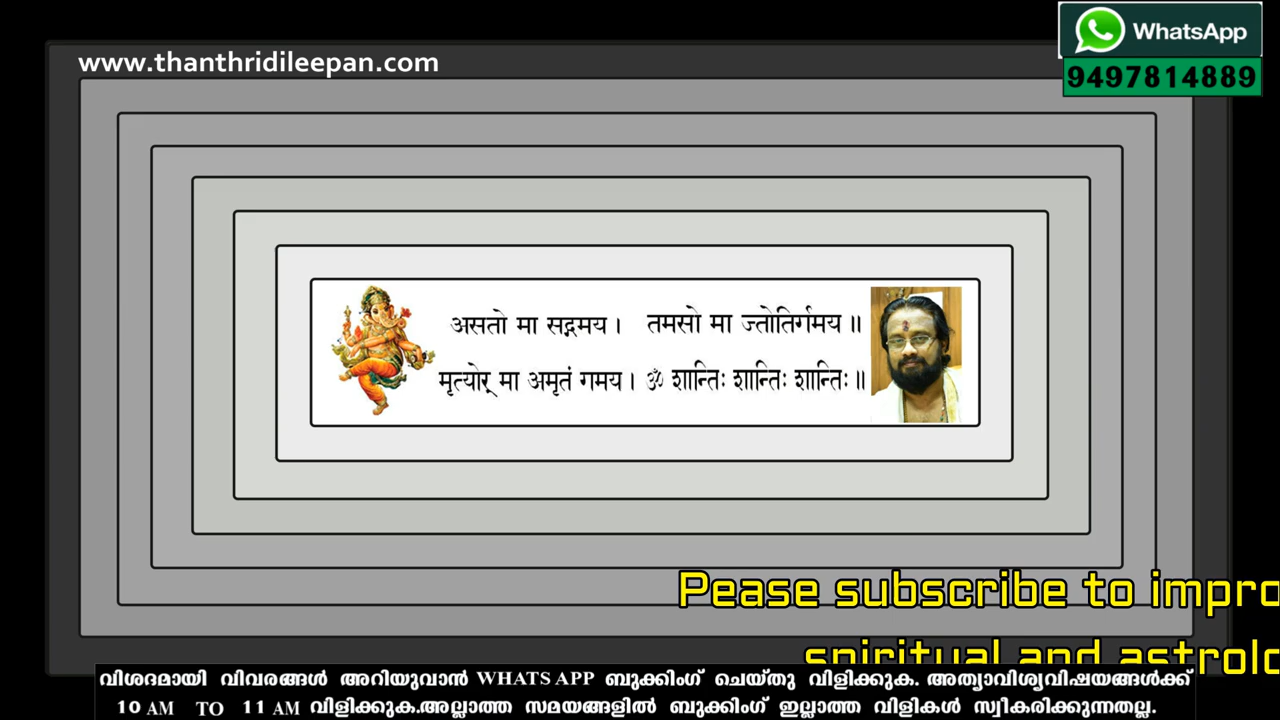 www.thanthridileepan.com
WhatsApp
9497814889
असतो मा सद्गमय। तमसो मा ज्तोतिर्गमय॥
मृत्योर् मा अमृतं गमय। ॐ शान्तिः शान्तिः शान्तिः॥
Pease subscribe to impro
spiritual and astrolo
വിശദമായി വിവരങ്ങൾ അറിയുവാൻ WHATS APP ബുക്കിംഗ് ചെയ്തു വിളിക്കുക. അത്യാവിശ്യവിഷയങ്ങൾക്ക്
10 AM TO 11 AM വിളിക്കുക.അല്ലാത്ത സമയങ്ങളിൽ ബുക്കിംഗ് ഇല്ലാത്ത വിളികൾ സ്വീകരിക്കുന്നതല്ല.